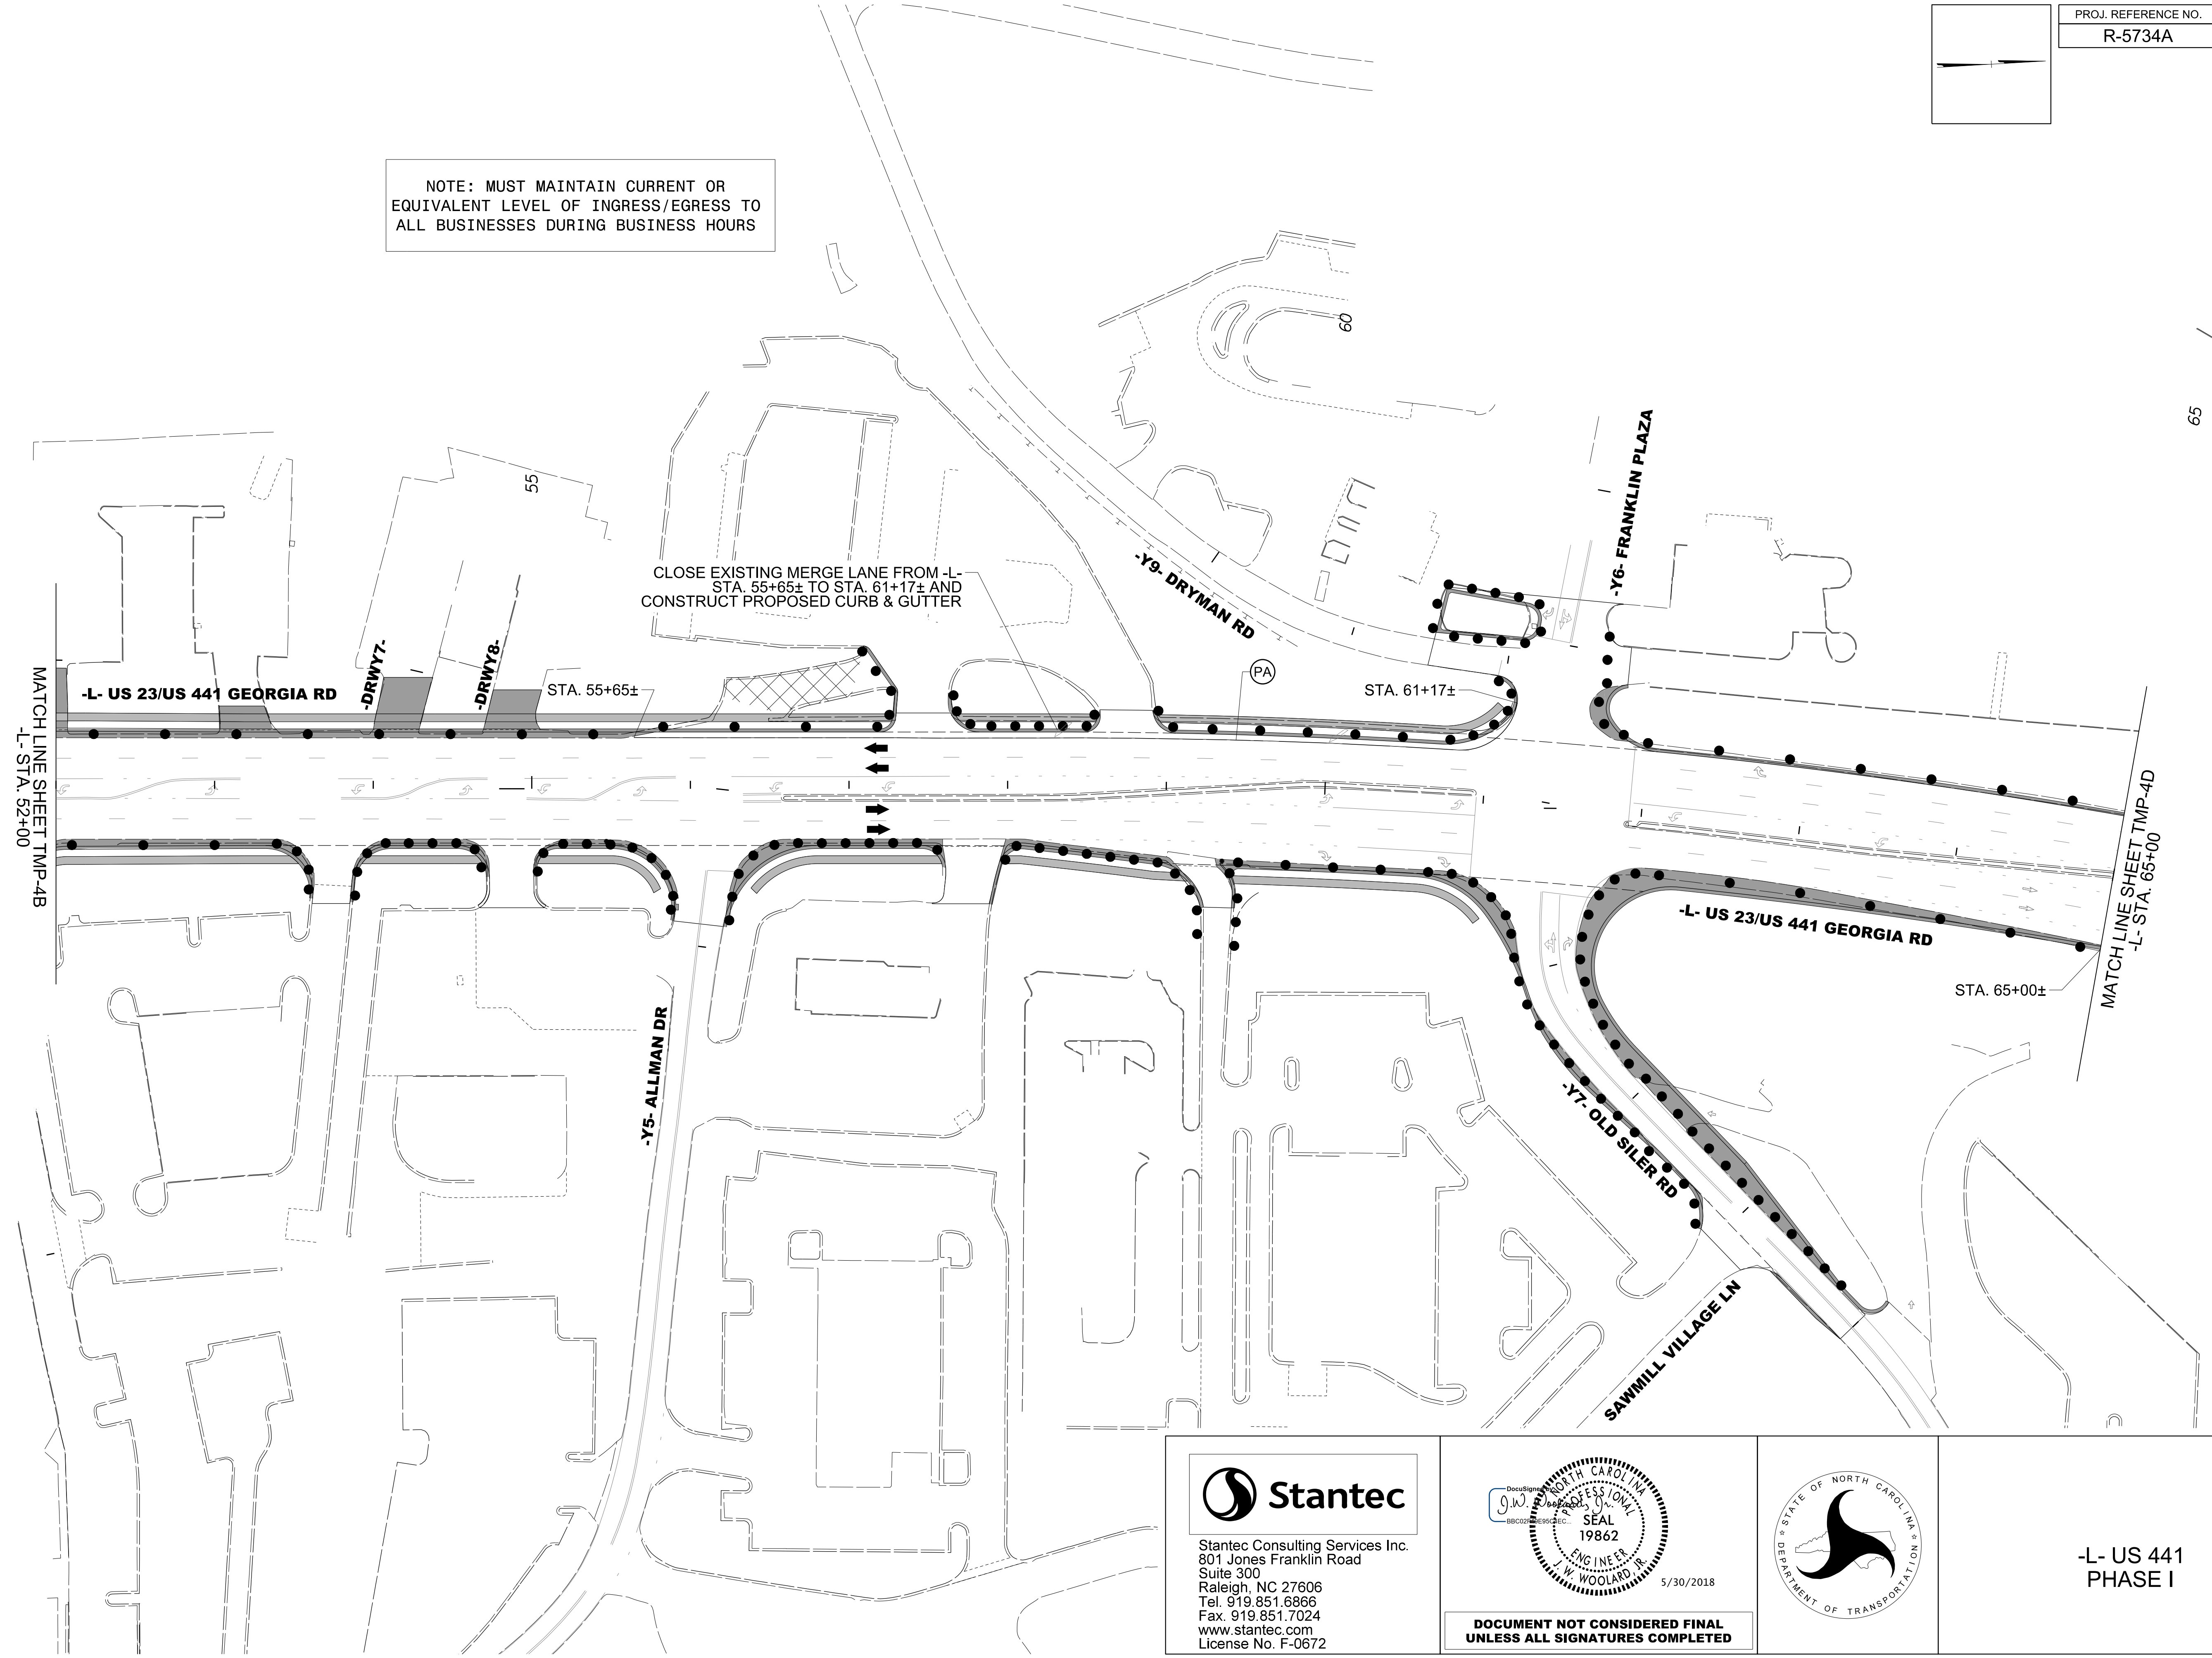 PROJ. REFERENCE NO.
R-5734A
NOTE: MUST MAINTAIN CURRENT OR
EQUIVALENT LEVEL OF INGRESS/EGRESS TO
ALL BUSINESSES DURING BUSINESS HOURS
60
65
55
-Y6- FRANKLIN PLAZA
CLOSE EXISTING MERGE LANE FROM -L-
STA. 55+65± TO STA. 61+17± AND
CONSTRUCT PROPOSED CURB & GUTTER
-Y9- DRYMAN RD
PA
-L- US 23/US 441 GEORGIA RD
-DRWY7-
-DRWY8-
STA. 55+65±
STA. 61+17±
MATCH LINE SHEET TMP-4B
-L- STA. 52+00
MATCH LINE SHEET TMP-4D
-L- STA. 65+00
-L- US 23/US 441 GEORGIA RD
STA. 65+00±
-Y5- ALLMAN DR
-Y7- OLD SILER RD
SAWMILL VILLAGE LN
Stantec
Stantec Consulting Services Inc.
801 Jones Franklin Road
Suite 300
Raleigh, NC 27606
Tel. 919.851.6866
Fax. 919.851.7024
www.stantec.com
License No. F-0672
NORTH CAROLINA
PROFESSIONAL
SEAL
19862
ENGINEER
J. W. WOOLARD, JR.
5/30/2018
DOCUMENT NOT CONSIDERED FINAL
UNLESS ALL SIGNATURES COMPLETED
STATE OF NORTH CAROLINA
DEPARTMENT OF TRANSPORTATION
-L- US 441
PHASE I